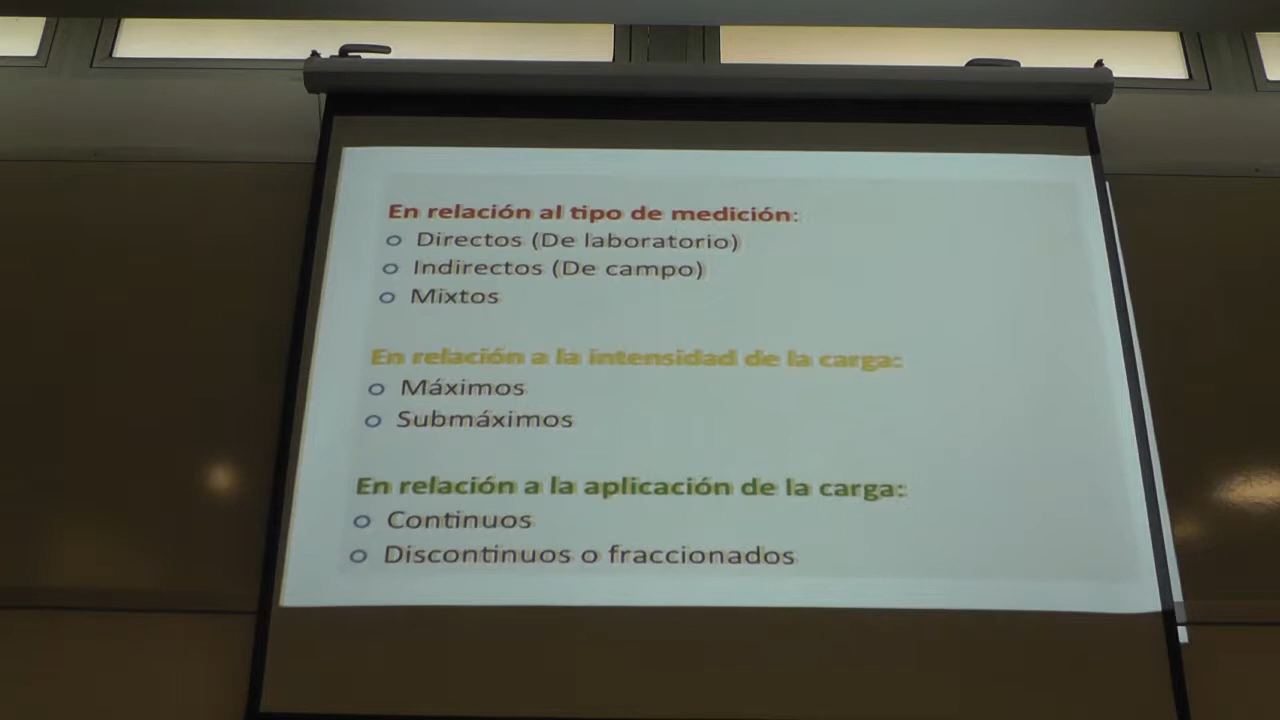 En relación al tipo de medición:
o Directos (De laboratorio)
o Indirectos (De campo)
o Mixtos
En relación a la intensidad de la carga:
o Máximos
o Submáximos
En relación a la aplicación de la carga:
o Continuos
o Discontinuos o fraccionados